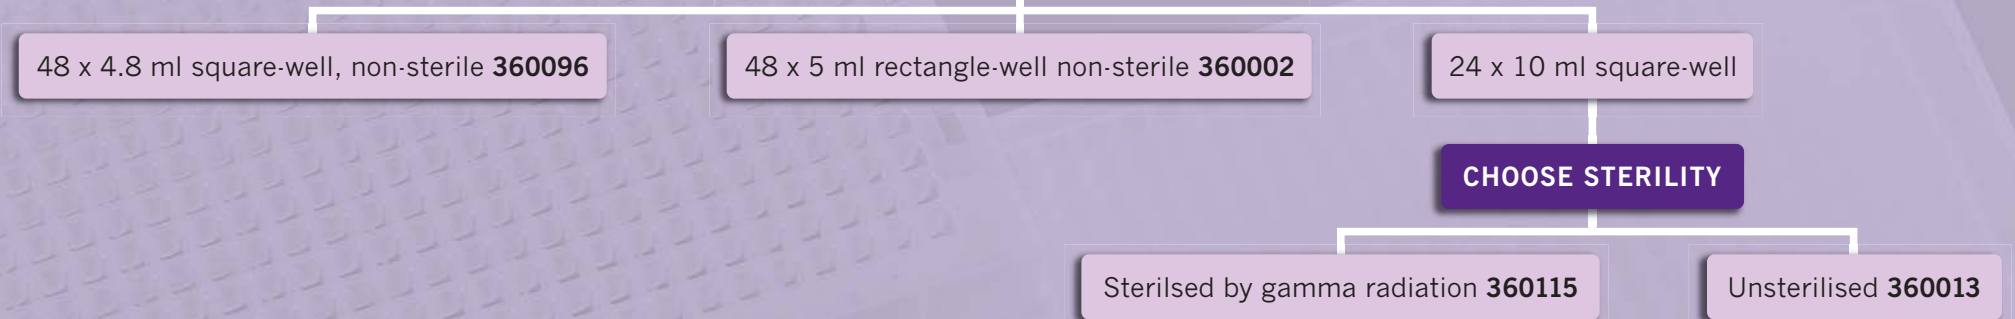 48 x 4.8 ml square-well, non-sterile 360096
48 x 5 ml rectangle-well non-sterile 360002
24 x 10 ml square-well
CHOOSE STERILITY
Sterilsed by gamma radiation 360115
Unsterilised 360013